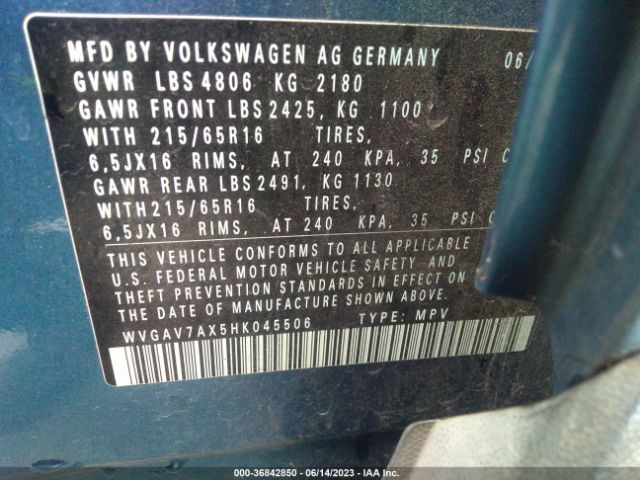 MFD BY VOLKSWAGEN AG GERMANY 06/
GVWR LBS 4806 KG 2180
GAWR FRONT LBS 2425, KG 1100
WITH 215/65R16 TIRES,
6,5JX16 RIMS, AT 240 KPA, 35 PSI C
GAWR REAR LBS 2491, KG 1130
WITH 215/65R16 TIRES,
6,5JX16 RIMS, AT 240 KPA, 35 PSI C
THIS VEHICLE CONFORMS TO ALL APPLICABLE
U.S. FEDERAL MOTOR VEHICLE SAFETY AND
THEFT PREVENTION STANDARDS IN EFFECT ON
THE DATE OF MANUFACTURE SHOWN ABOVE.
WVGAV7AX5HK045506 TYPE: MPV
000-36842850 - 06/14/2023 - IAA Inc.